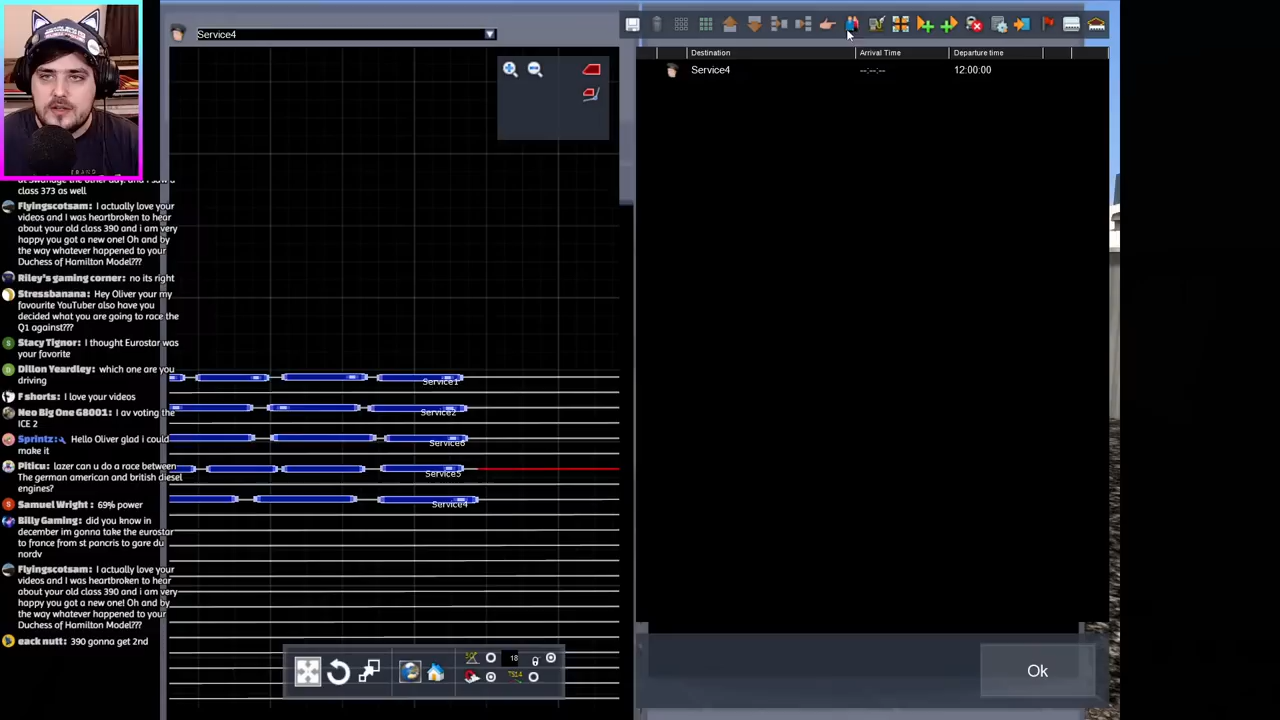 Service4
Destination
Arrival Time
Departure time
Service4
--:--:--
12:00:00
at Swanage the other day. and I saw a
class 373 as well
Flyingscotsam: I actually love your
videos and I was heartbroken to hear
about your old class 390 and i am very
happy you got a new one! Oh and by
the way whatever happened to your
Duchess of Hamilton Model???
Riley's gaming corner: no its right
Stressbanana: Hey Oliver your my
favourite YouTuber also have you
decided what you are going to race the
Q1 against???
Stacy Tignor: I thought Eurostar was
your favorite
Dillon Yeardley: which one are you
driving
F shorts: I love your videos
Neo Big One G8001: I av voting the
ICE 2
Sprintz: Hello Oliver glad i could
make it
Piticu: lazer can u do a race between
The german american and british diesel
engines?
Samuel Wright: 69% power
Billy Gaming: did you know in
december im gonna take the eurostar
to france from st pancris to gare du
nordv
Flyingscotsam: I actually love your
videos and I was heartbroken to hear
about your old class 390 and i am very
happy you got a new one! Oh and by
the way whatever happened to your
Duchess of Hamilton Model???
eack nutt: 390 gonna get 2nd
Service1
Service2
Service6
Service3
Service4
18
Ok